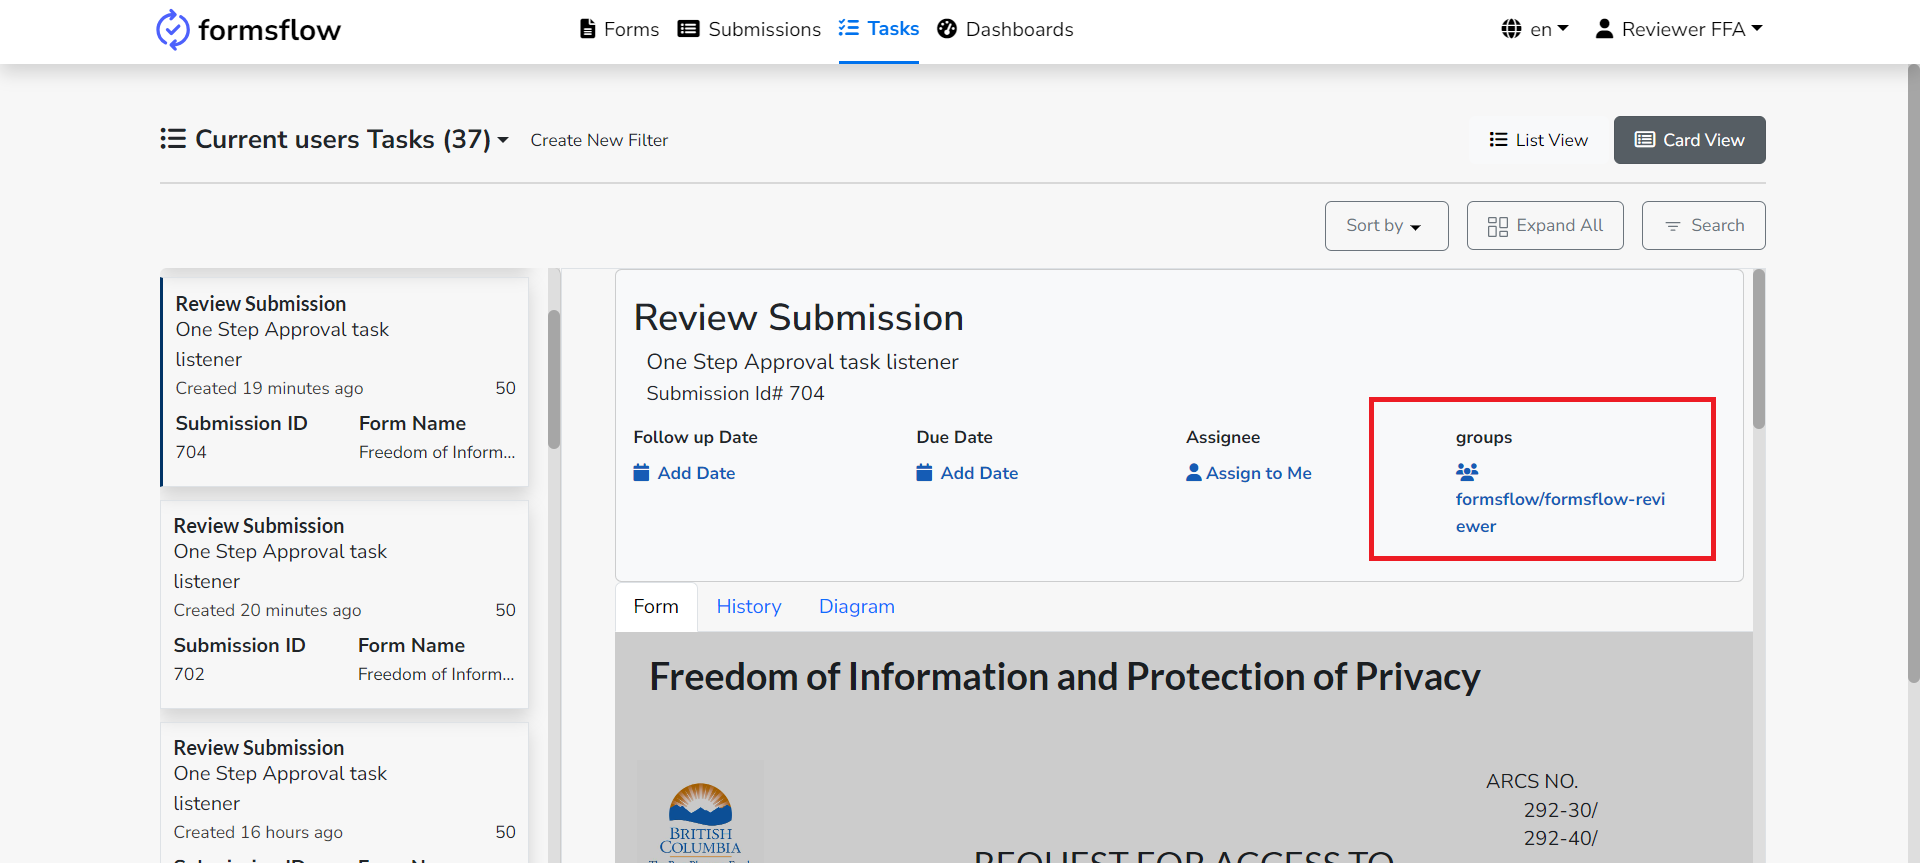 formsflow
Forms
Submissions
Tasks
Dashboards
en
Reviewer FFA
Current users Tasks (37)
Create New Filter
List View
Card View
Sort by
Expand All
Search
Review Submission
One Step Approval task
listener
Created 19 minutes ago 50
Submission ID Form Name
704 Freedom of Inform...
Review Submission
One Step Approval task
listener
Created 20 minutes ago 50
Submission ID Form Name
702 Freedom of Inform...
Review Submission
One Step Approval task
listener
Created 16 hours ago 50
Review Submission
One Step Approval task listener
Submission Id# 704
Follow up Date Due Date Assignee groups
Add Date Add Date Assign to Me
formsflow/formsflow-revi
ewer
Form History Diagram
Freedom of Information and Protection of Privacy
BRITISH
COLUMBIA
ARCS NO.
292-30/
292-40/
REQUEST FOR ACCESS TO